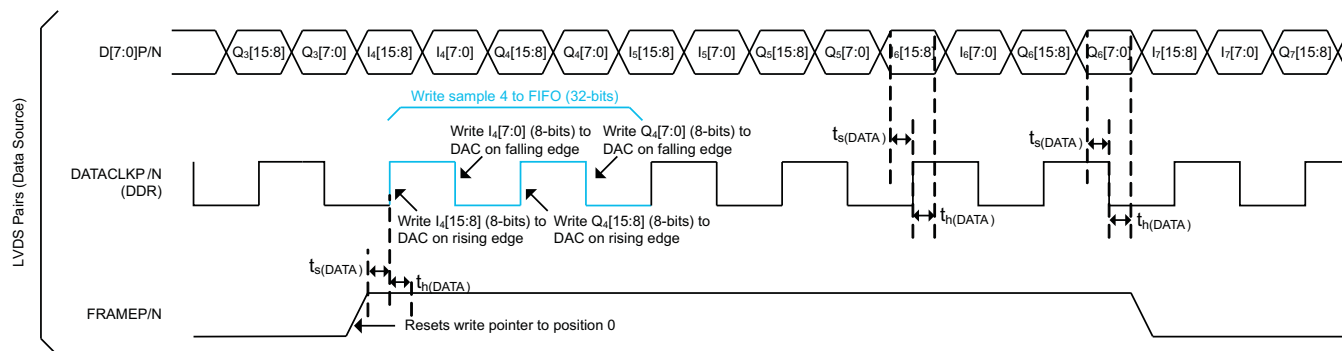 LVDS Pairs (Data Source)
D[7:0]P/N
Q₃[15:8] Q₃[7:0] I₄[15:8] I₄[7:0] Q₄[15:8] Q₄[7:0] I₅[15:8] I₅[7:0] Q₅[15:8] Q₅[7:0] I₆[15:8] I₆[7:0] Q₆[15:8] Q₆[7:0] I₇[15:8] I₇[7:0] Q₇[15:8]
Write sample 4 to FIFO (32-bits)
Write I₄[7:0] (8-bits) to
DAC on falling edge
Write Q₄[7:0] (8-bits) to
DAC on falling edge
ts(DATA)
ts(DATA)
DATACLKP/N
(DDR)
Write I₄[15:8] (8-bits) to
DAC on rising edge
Write Q₄[15:8] (8-bits) to
DAC on rising edge
th(DATA)
th(DATA)
ts(DATA)
th(DATA)
FRAMEP/N
Resets write pointer to position 0